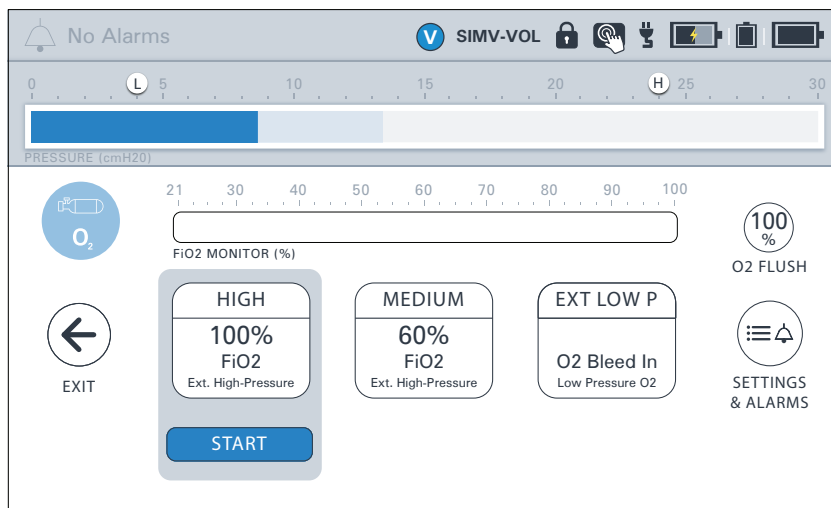 No Alarms
V SIMV-VOL
0 L 5 10 15 20 H 25 30
PRESSURE (cmH20)
21 30 40 50 60 70 80 90 100
O2
FiO2 MONITOR (%)
100
%
O2 FLUSH
HIGH
100%
FiO2
Ext. High-Pressure
START
MEDIUM
60%
FiO2
Ext. High-Pressure
EXT LOW P
O2 Bleed In
Low Pressure O2
EXIT
SETTINGS
& ALARMS